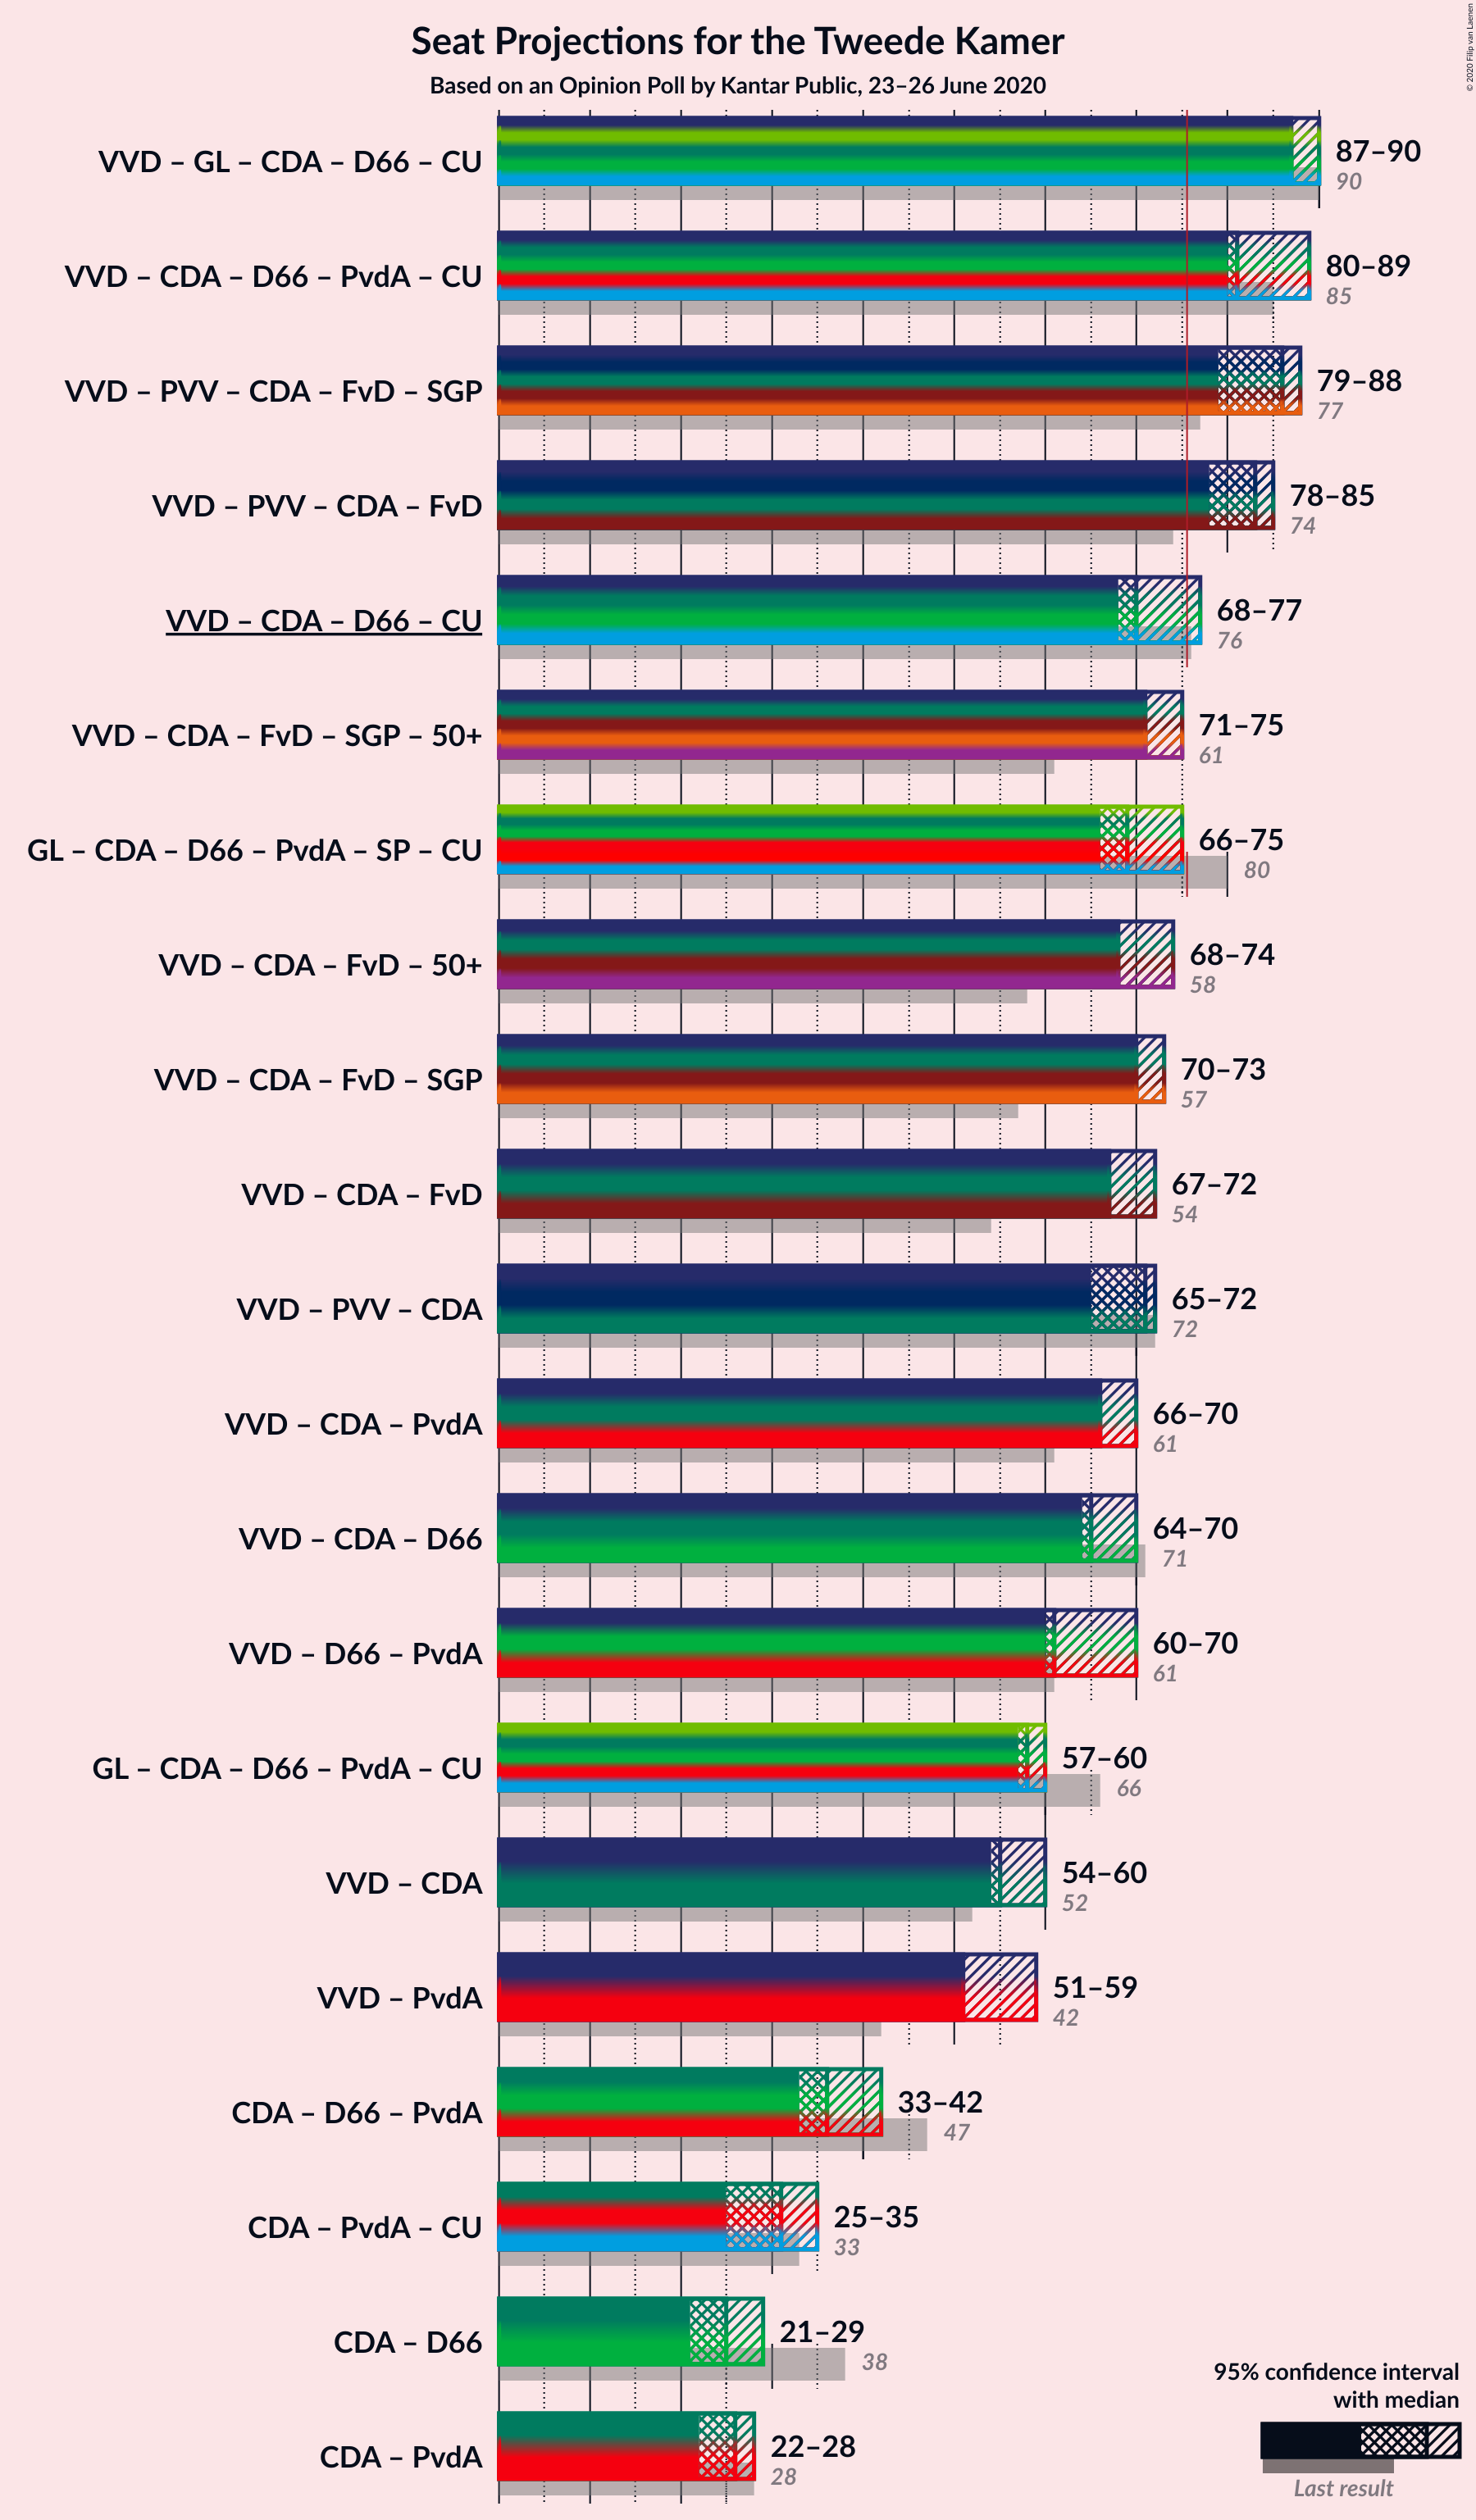 Seat Projections for the Tweede Kamer
Based on an Opinion Poll by Kantar Public, 23–26 June 2020
© 2020 Filip van Laenen
VVD – GL – CDA – D66 – CU
87–90
90
VVD – CDA – D66 – PvdA – CU
80–89
85
VVD – PVV – CDA – FvD – SGP
79–88
77
VVD – PVV – CDA – FvD
78–85
74
VVD – CDA – D66 – CU
68–77
76
VVD – CDA – FvD – SGP – 50+
71–75
61
GL – CDA – D66 – PvdA – SP – CU
66–75
80
VVD – CDA – FvD – 50+
68–74
58
VVD – CDA – FvD – SGP
70–73
57
VVD – CDA – FvD
67–72
54
VVD – PVV – CDA
65–72
72
VVD – CDA – PvdA
66–70
61
VVD – CDA – D66
64–70
71
VVD – D66 – PvdA
60–70
61
GL – CDA – D66 – PvdA – CU
57–60
66
VVD – CDA
54–60
52
VVD – PvdA
51–59
42
CDA – D66 – PvdA
33–42
47
CDA – PvdA – CU
25–35
33
CDA – D66
21–29
38
CDA – PvdA
22–28
28
95% confidence interval
with median
Last result